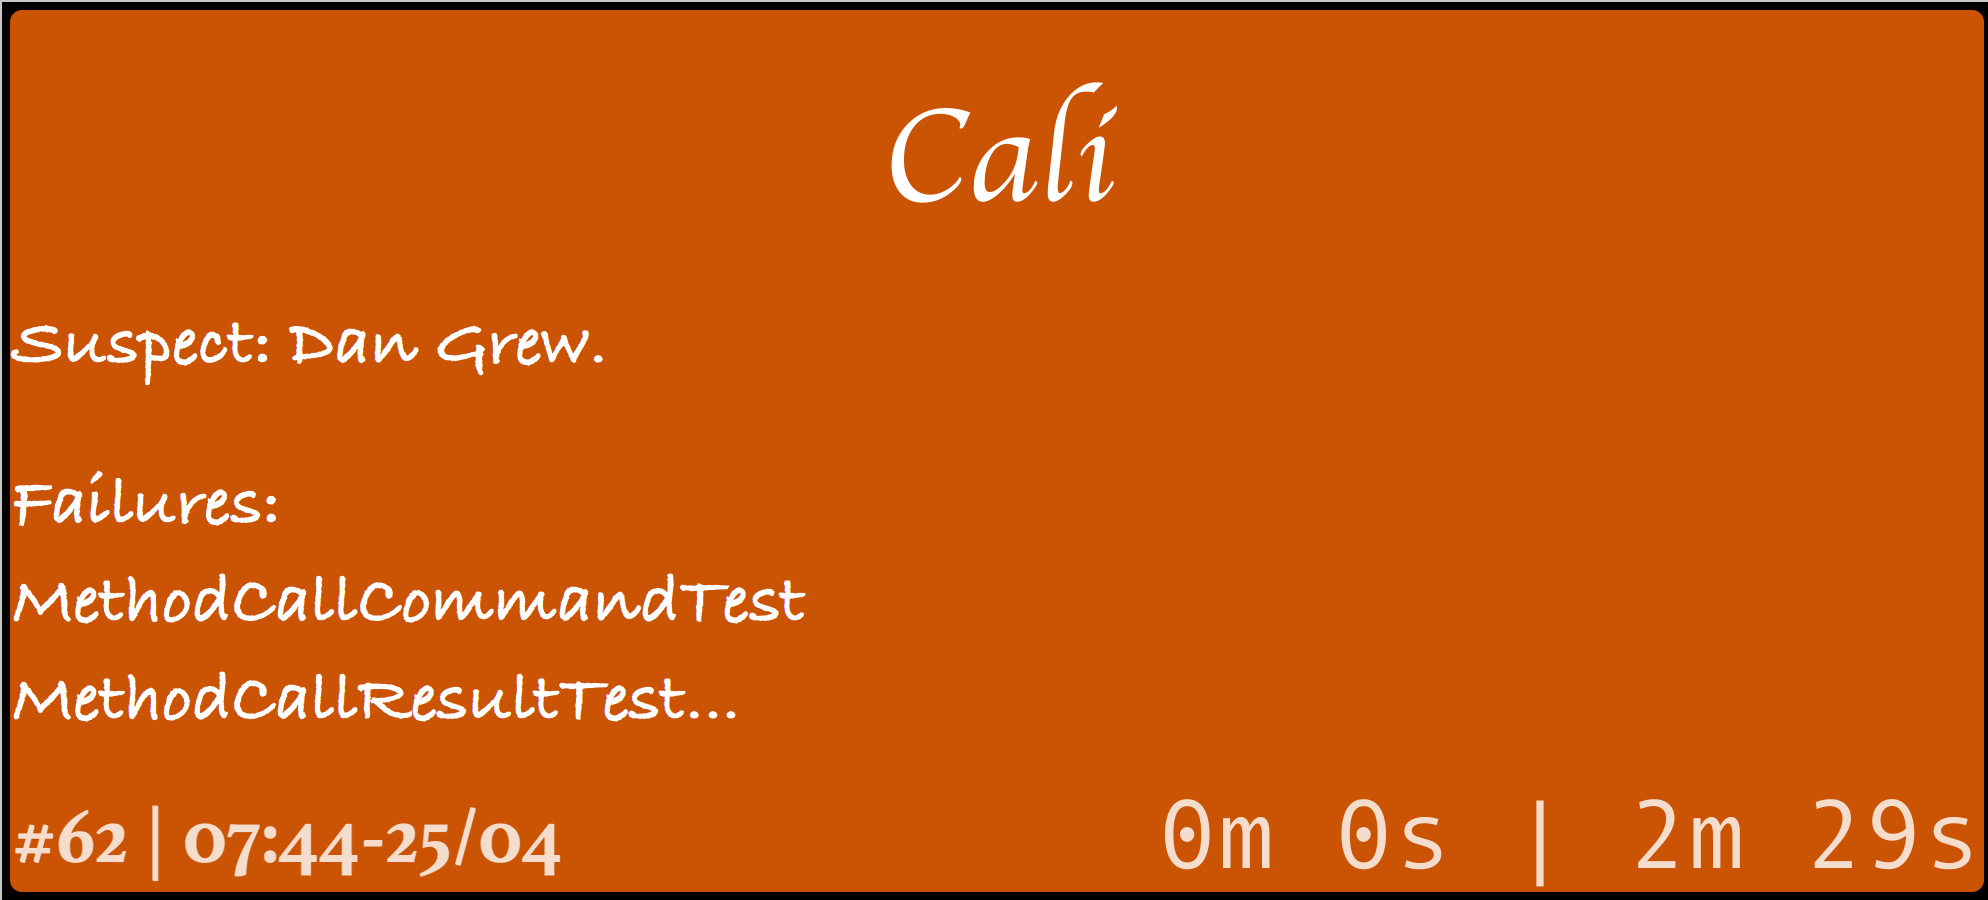 Cali
Suspect: Dan Grew.
Failures:
MethodCallCommandTest
MethodCallResultTest...
#62 | 07:44-25/04
0m 0s | 2m 29s